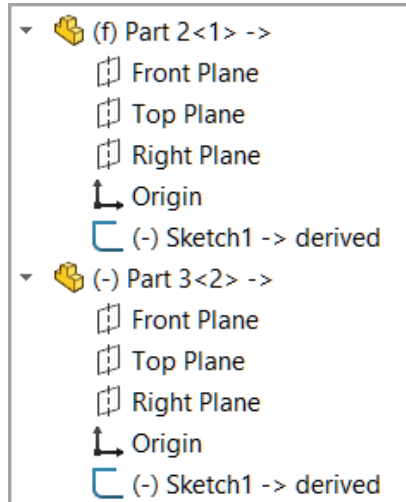 (f) Part 2<1> ->
Front Plane
Top Plane
Right Plane
Origin
(-) Sketch1 -> derived
(-) Part 3<2> ->
Front Plane
Top Plane
Right Plane
Origin
(-) Sketch1 -> derived